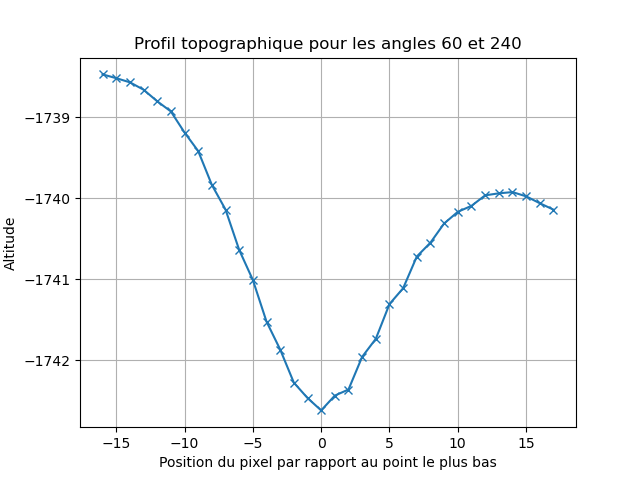 Profil topographique pour les angles 60 et 240
Altitude
−1739
−1740
−1741
−1742
−15 −10 −5 0 5 10 15
Position du pixel par rapport au point le plus bas